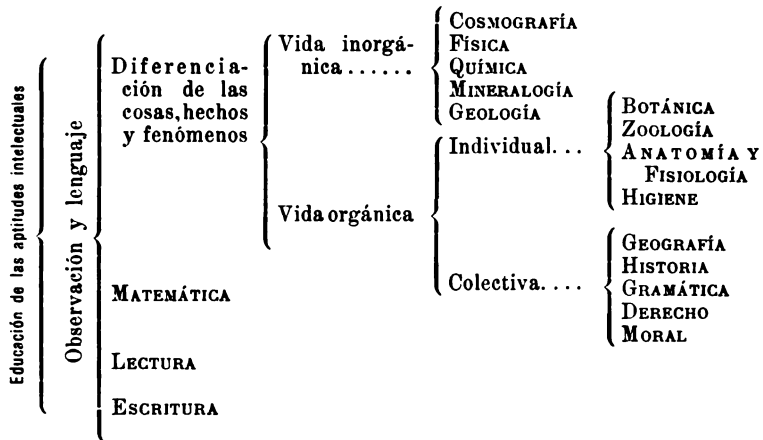 Educación de las aptitudes intelectuales
Observación y lenguaje
Diferencia-
ción de las
cosas, hechos
y fenómenos
Vida inorgá-
nica......
COSMOGRAFÍA
FÍSICA
QUÍMICA
MINERALOGÍA
GEOLOGÍA
Vida orgánica
Individual...
BOTÁNICA
ZOOLOGÍA
ANATOMÍA Y
FISIOLOGÍA
HIGIENE
Colectiva....
GEOGRAFÍA
HISTORIA
GRAMÁTICA
DERECHO
MORAL
MATEMÁTICA
LECTURA
ESCRITURA